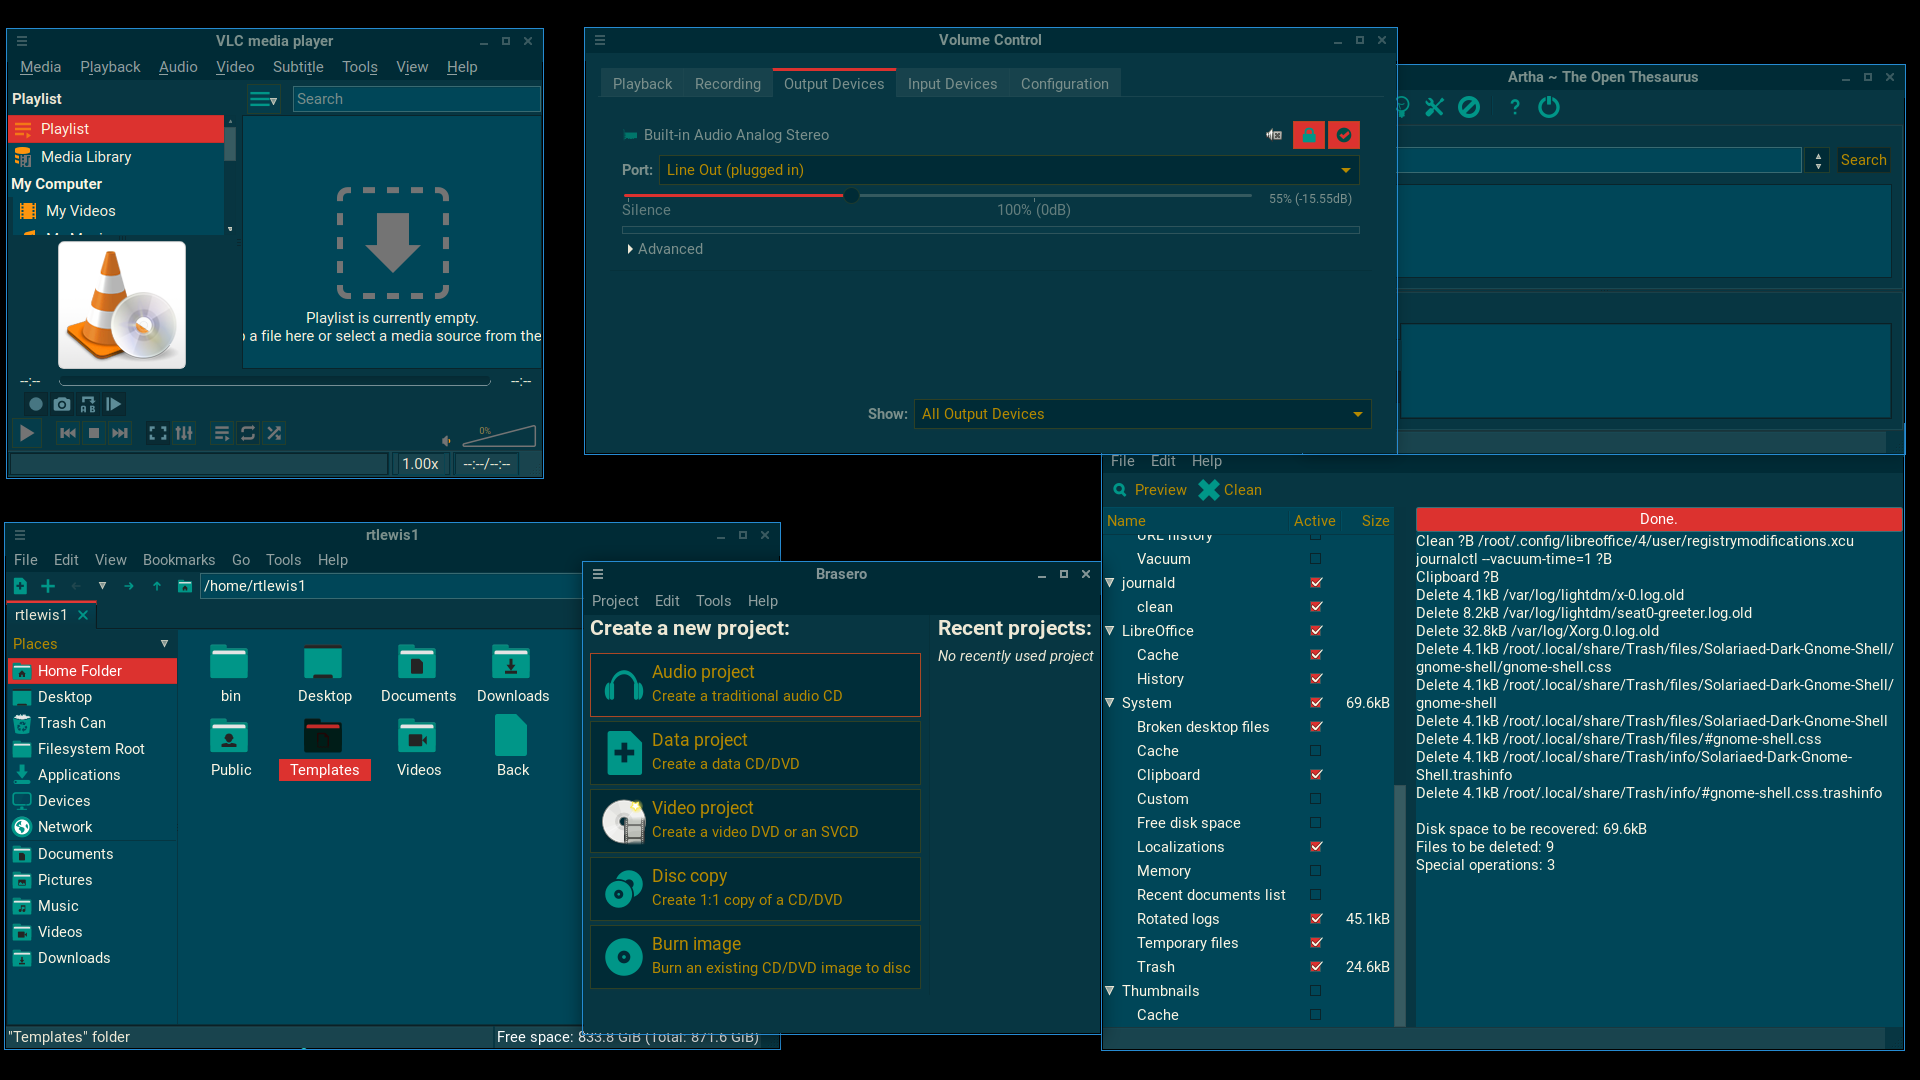 VLC media player
Media Playback Audio Video Subtitle Tools View Help
Playlist
Search
Playlist
Media Library
My Computer
My Videos
Playlist is currently empty.
a file here or select a media source from the
--:-- --:--
0%
1.00x --:--/--:--
Volume Control
Playback Recording Output Devices Input Devices Configuration
Built-in Audio Analog Stereo
Port: Line Out (plugged in)
55% (-15.55dB)
Silence 100% (0dB)
Advanced
Show: All Output Devices
Artha ~ The Open Thesaurus
Search
rtlewis1
File Edit View Bookmarks Go Tools Help
/home/rtlewis1
rtlewis1
Places
Home Folder
Desktop
Trash Can
Filesystem Root
Applications
Devices
Network
Documents
Pictures
Music
Videos
Downloads
bin Desktop Documents Downloads
Public Templates Videos Back
"Templates" folder
Free space: 833.8 GiB (Total: 871.6 GiB)
Brasero
Project Edit Tools Help
Create a new project:
Audio project
Create a traditional audio CD
Data project
Create a data CD/DVD
Video project
Create a video DVD or an SVCD
Disc copy
Create 1:1 copy of a CD/DVD
Burn image
Burn an existing CD/DVD image to disc
Recent projects:
No recently used project
File Edit Help
Preview Clean
Name Active Size
URL history
Vacuum
journald
clean
LibreOffice
Cache
History
System 69.6kB
Broken desktop files
Cache
Clipboard
Custom
Free disk space
Localizations
Memory
Recent documents list
Rotated logs 45.1kB
Temporary files
Trash 24.6kB
Thumbnails
Cache
Done.
Clean ?B /root/.config/libreoffice/4/user/registrymodifications.xcu
journalctl --vacuum-time=1 ?B
Clipboard ?B
Delete 4.1kB /var/log/lightdm/x-0.log.old
Delete 8.2kB /var/log/lightdm/seat0-greeter.log.old
Delete 32.8kB /var/log/Xorg.0.log.old
Delete 4.1kB /root/.local/share/Trash/files/Solariaed-Dark-Gnome-Shell/
gnome-shell/gnome-shell.css
Delete 4.1kB /root/.local/share/Trash/files/Solariaed-Dark-Gnome-Shell/
gnome-shell
Delete 4.1kB /root/.local/share/Trash/files/Solariaed-Dark-Gnome-Shell
Delete 4.1kB /root/.local/share/Trash/files/#gnome-shell.css
Delete 4.1kB /root/.local/share/Trash/info/Solariaed-Dark-Gnome-
Shell.trashinfo
Delete 4.1kB /root/.local/share/Trash/info/#gnome-shell.css.trashinfo
Disk space to be recovered: 69.6kB
Files to be deleted: 9
Special operations: 3